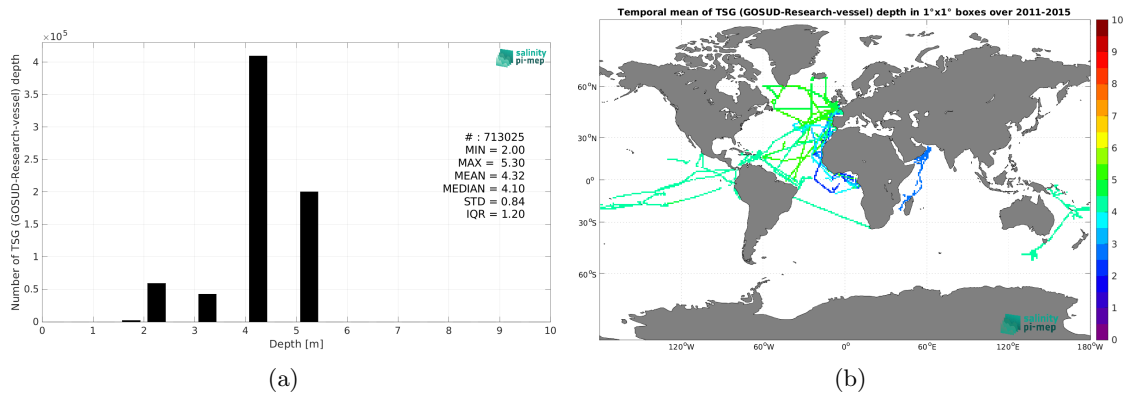 ×10⁵
4
3.5
3
2.5
2
1.5
1
0.5
0
Number of TSG (GOSUD-Research-vessel) depth
salinity
pi-mep
# : 713025
MIN = 2.00
MAX = 5.30
MEAN = 4.32
MEDIAN = 4.10
STD = 0.84
IQR = 1.20
0 1 2 3 4 5 6 7 8 9 10
Depth [m]
(a)
Temporal mean of TSG (GOSUD-Research-vessel) depth in 1°x1° boxes over 2011-2015
60°N
30°N
0°
30°S
60°S
120°W 60°W 0° 60°E 120°E 180°W
salinity
pi-mep
10
9
8
7
6
5
4
3
2
1
0
(b)